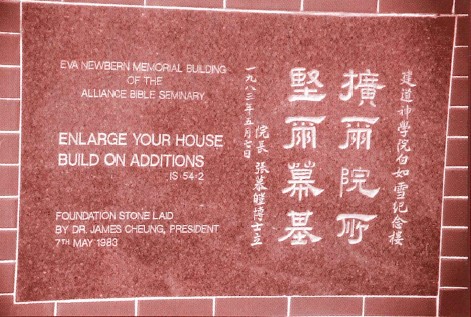 EVA NEWBERN MEMORIAL BUILDING
OF THE
ALLIANCE BIBLE SEMINARY
ENLARGE YOUR HOUSE
BUILD ON ADDITIONS
IS·54·2
FOUNDATION STONE LAID
BY DR. JAMES CHEUNG, PRESIDENT
7TH MAY 1983
建道神學院白如雪紀念樓
擴爾院所
堅爾幕基
院長 張慕皚博士立
一九八三年五月七日